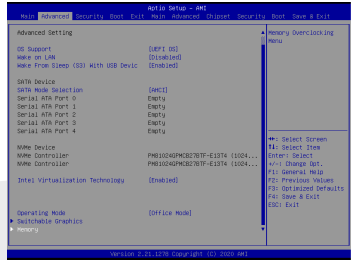 Aptio Setup - AMI
Main Advanced Security Boot Exit Main Advanced Chipset Security Boot Save & Exit
Advanced Setting
Memory Overclocking Menu
OS Support [UEFI OS]
Wake on LAN [Disabled]
Wake From Sleep (S3) With USB Devic [Enabled]
SATA Device
SATA Mode Selection [AHCI]
Serial ATA Port 0 Empty
Serial ATA Port 1 Empty
Serial ATA Port 2 Empty
Serial ATA Port 3 Empty
Serial ATA Port 4 Empty
NVMe Device
NVMe Controller
NVMe Controller
Intel Virtualization Technology [Enabled]
Operating Mode [Office Mode]
Switchable Graphics
Memory
→←: Select Screen
↑↓: Select Item
Enter: Select
+/-: Change Opt.
F1: General Help
F2: Previous Values
F3: Optimized Defaults
F4: Save & Exit
ESC: Exit
Version 2.21.1278 Copyright (C) 2020 AMI